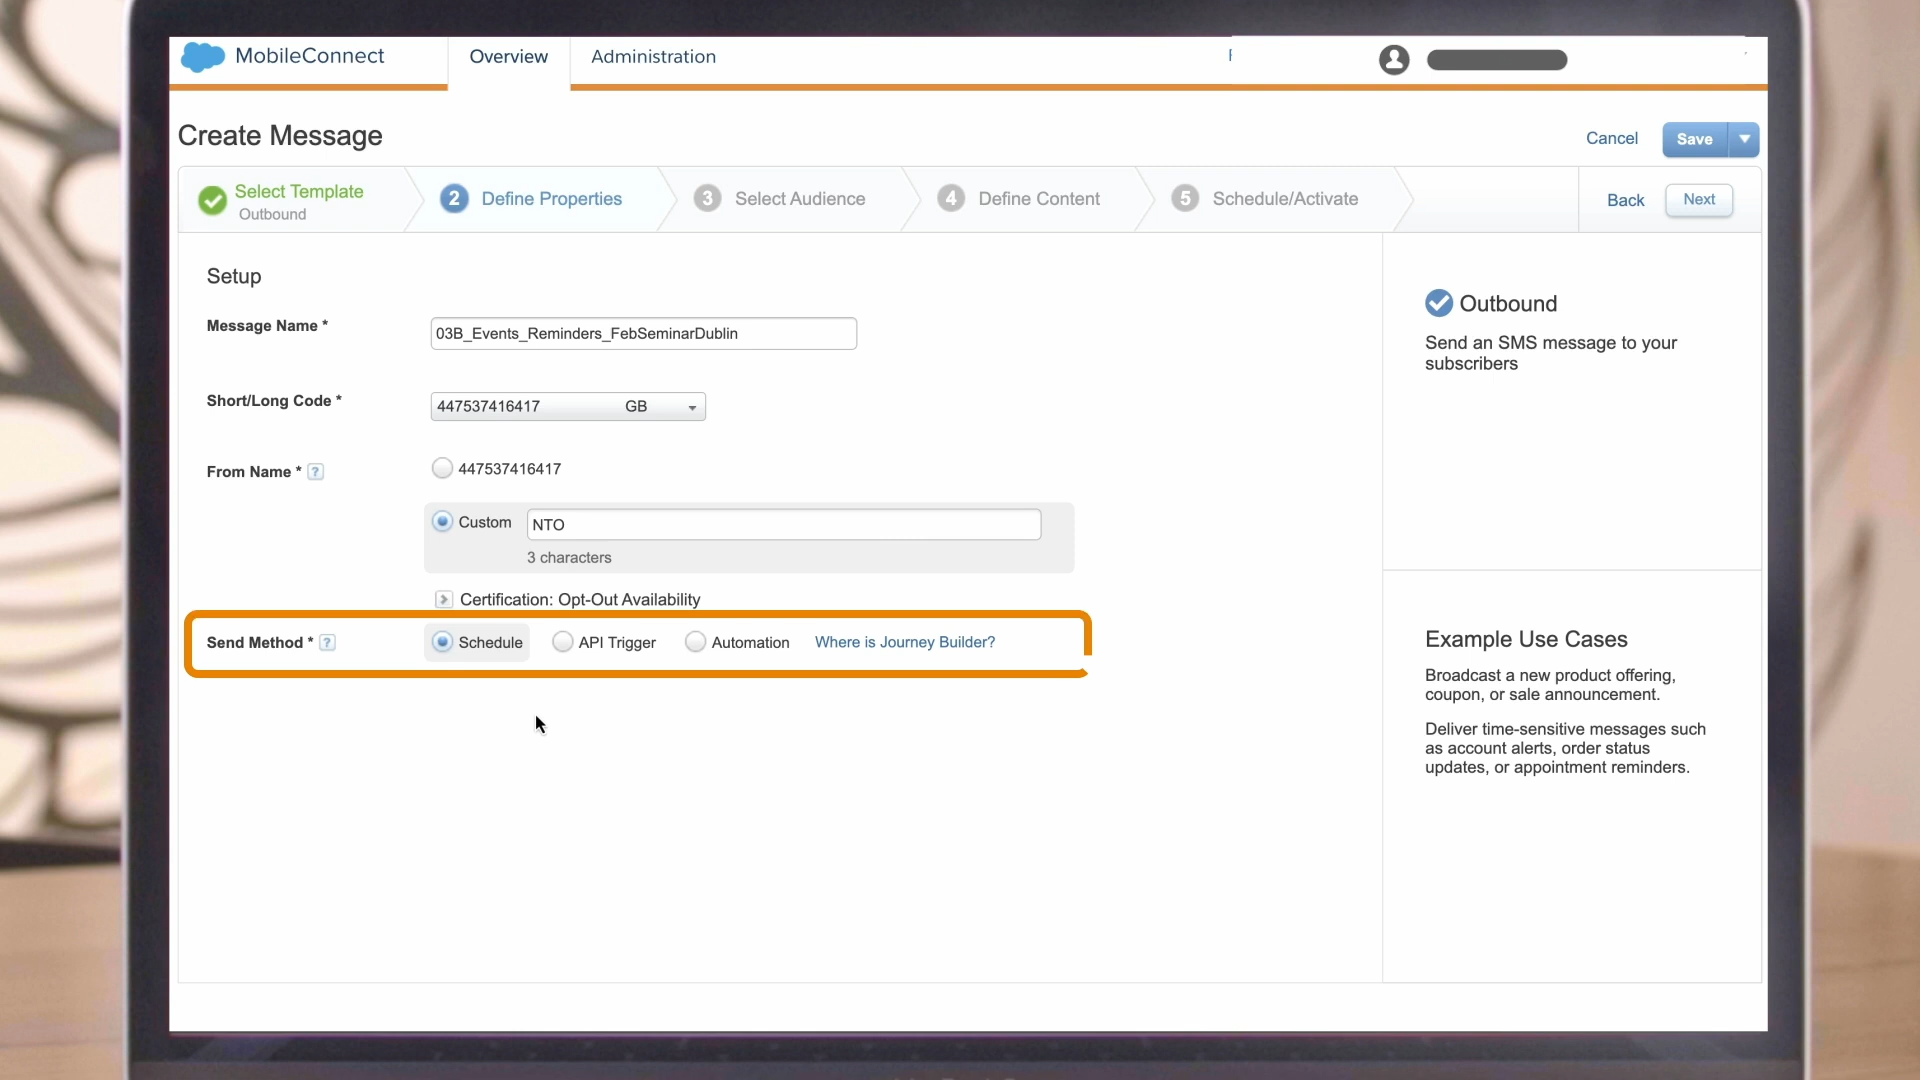 MobileConnect
Overview
Administration
Create Message
Cancel
Save
Select Template
Outbound
2
Define Properties
3
Select Audience
4
Define Content
5
Schedule/Activate
Back
Next
Setup
Message Name *
03B_Events_Reminders_FebSeminarDublin
Short/Long Code *
447537416417 GB
From Name * ?
447537416417
Custom
NTO
3 characters
Certification: Opt-Out Availability
Send Method * ?
Schedule
API Trigger
Automation
Where is Journey Builder?
Outbound
Send an SMS message to your
subscribers
Example Use Cases
Broadcast a new product offering,
coupon, or sale announcement.
Deliver time-sensitive messages such
as account alerts, order status
updates, or appointment reminders.